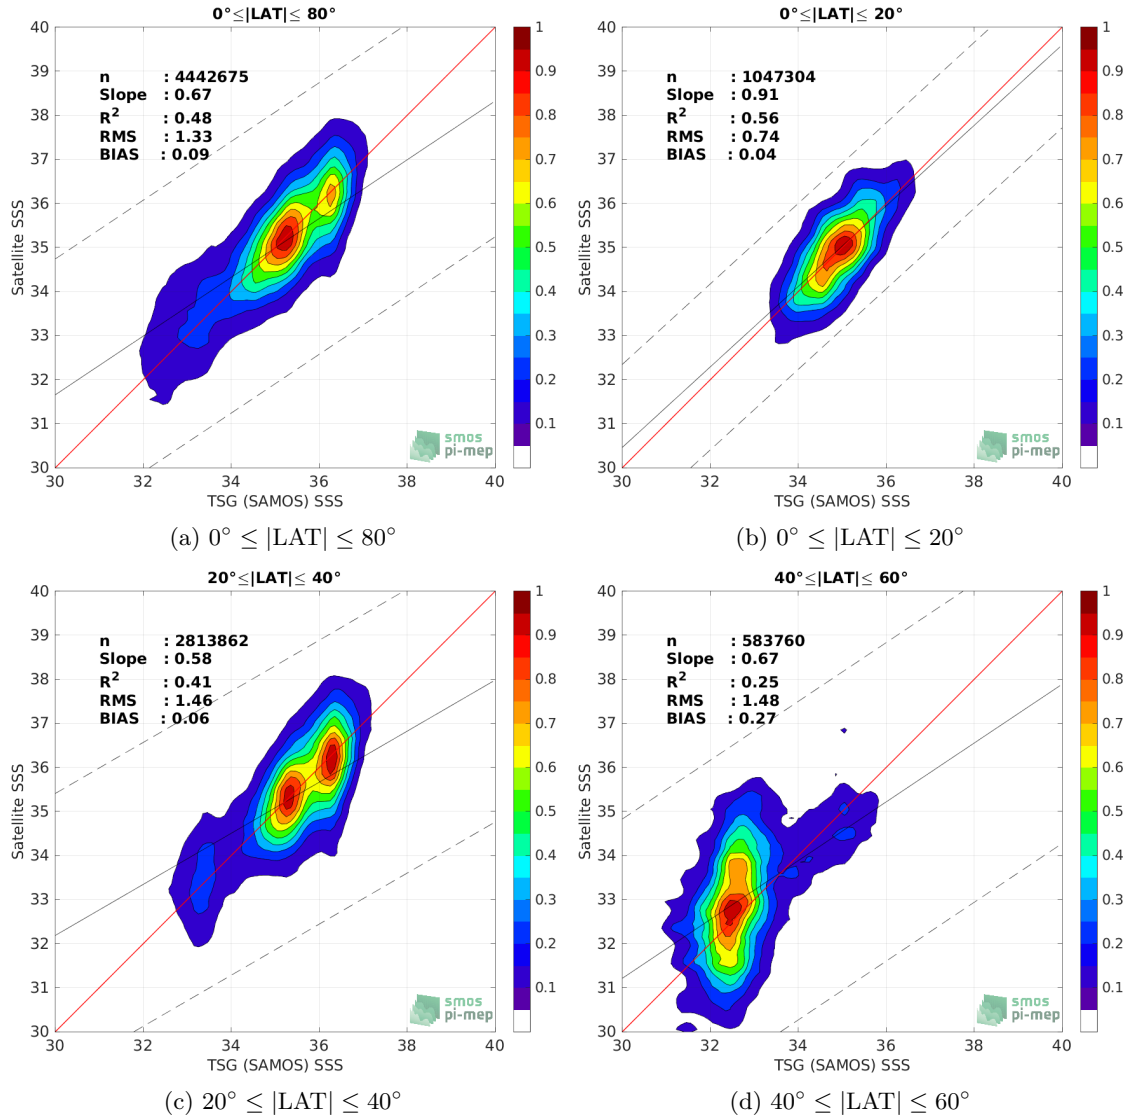 0°≤|LAT|≤ 80°
40
39
38
37
36
35
34
33
32
31
30
Satellite SSS
n : 4442675
Slope : 0.67
R² : 0.48
RMS : 1.33
BIAS : 0.09
smos
pi-mep
30 32 34 36 38 40
TSG (SAMOS) SSS
1
0.9
0.8
0.7
0.6
0.5
0.4
0.3
0.2
0.1
(a) 0° ≤ |LAT| ≤ 80°
0°≤|LAT|≤ 20°
40
39
38
37
36
35
34
33
32
31
30
Satellite SSS
n : 1047304
Slope : 0.91
R² : 0.56
RMS : 0.74
BIAS : 0.04
smos
pi-mep
30 32 34 36 38 40
TSG (SAMOS) SSS
1
0.9
0.8
0.7
0.6
0.5
0.4
0.3
0.2
0.1
(b) 0° ≤ |LAT| ≤ 20°
20°≤|LAT|≤ 40°
40
39
38
37
36
35
34
33
32
31
30
Satellite SSS
n : 2813862
Slope : 0.58
R² : 0.41
RMS : 1.46
BIAS : 0.06
smos
pi-mep
30 32 34 36 38 40
TSG (SAMOS) SSS
1
0.9
0.8
0.7
0.6
0.5
0.4
0.3
0.2
0.1
(c) 20° ≤ |LAT| ≤ 40°
40°≤|LAT|≤ 60°
40
39
38
37
36
35
34
33
32
31
30
Satellite SSS
n : 583760
Slope : 0.67
R² : 0.25
RMS : 1.48
BIAS : 0.27
smos
pi-mep
30 32 34 36 38 40
TSG (SAMOS) SSS
1
0.9
0.8
0.7
0.6
0.5
0.4
0.3
0.2
0.1
(d) 40° ≤ |LAT| ≤ 60°